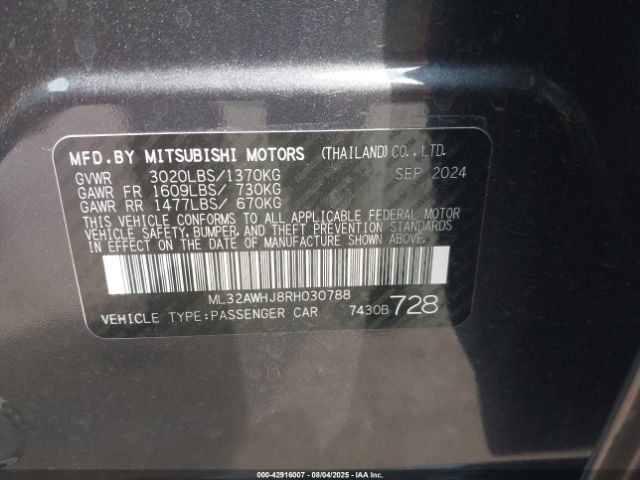 MFD.BY MITSUBISHI MOTORS (THAILAND)CO.,LTD.
GVWR 3020LBS/1370KG SEP 2024
GAWR FR 1609LBS/ 730KG
GAWR RR 1477LBS/ 670KG
THIS VEHICLE CONFORMS TO ALL APPLICABLE FEDERAL MOTOR
VEHICLE SAFETY,BUMPER,AND THEFT PREVENTION STANDARDS
IN EFFECT ON THE DATE OF MANUFACTURE SHOWN ABOVE.
ML32AWHJ8RH030788
VEHICLE TYPE:PASSENGER CAR 7430B 728
000-42916007 - 08/04/2025 - IAA Corp.